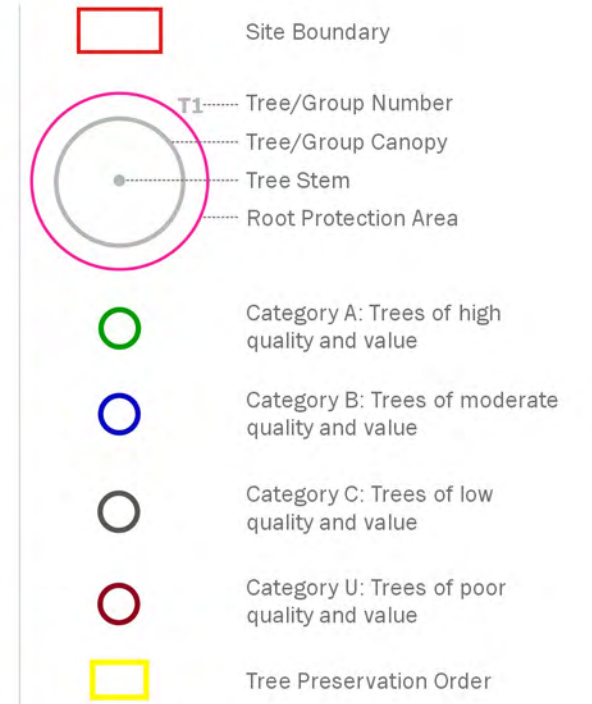 Site Boundary
T1
Tree/Group Number
Tree/Group Canopy
Tree Stem
Root Protection Area
Category A: Trees of high
quality and value
Category B: Trees of moderate
quality and value
Category C: Trees of low
quality and value
Category U: Trees of poor
quality and value
Tree Preservation Order